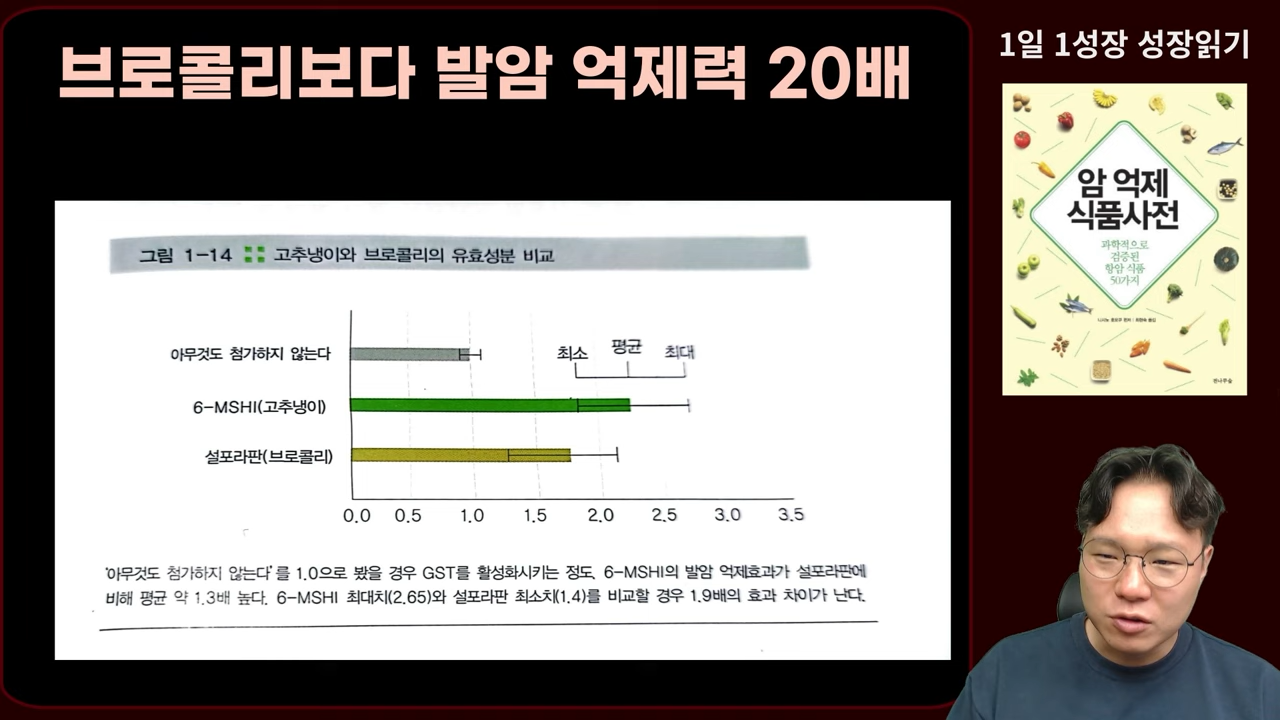 브로콜리보다 발암 억제력 20배
1일 1성장 성장읽기
암 억제
식품사전
과학적으로
검증된
항암 식품
50가지
전나무숲
그림 1-14 고추냉이와 브로콜리의 유효성분 비교
아무것도 첨가하지 않는다
최소 평균 최대
6-MSHI(고추냉이)
설포라판(브로콜리)
0.0 0.5 1.0 1.5 2.0 2.5 3.0 3.5
'아무것도 첨가하지 않는다'를 1.0으로 봤을 경우 GST를 활성화시키는 정도. 6-MSHI의 발암 억제효과가 설포라판에
비해 평균 약 1.3배 높다. 6-MSHI 최대치(2.65)와 설포라판 최소치(1.4)를 비교할 경우 1.9배의 효과 차이가 난다.